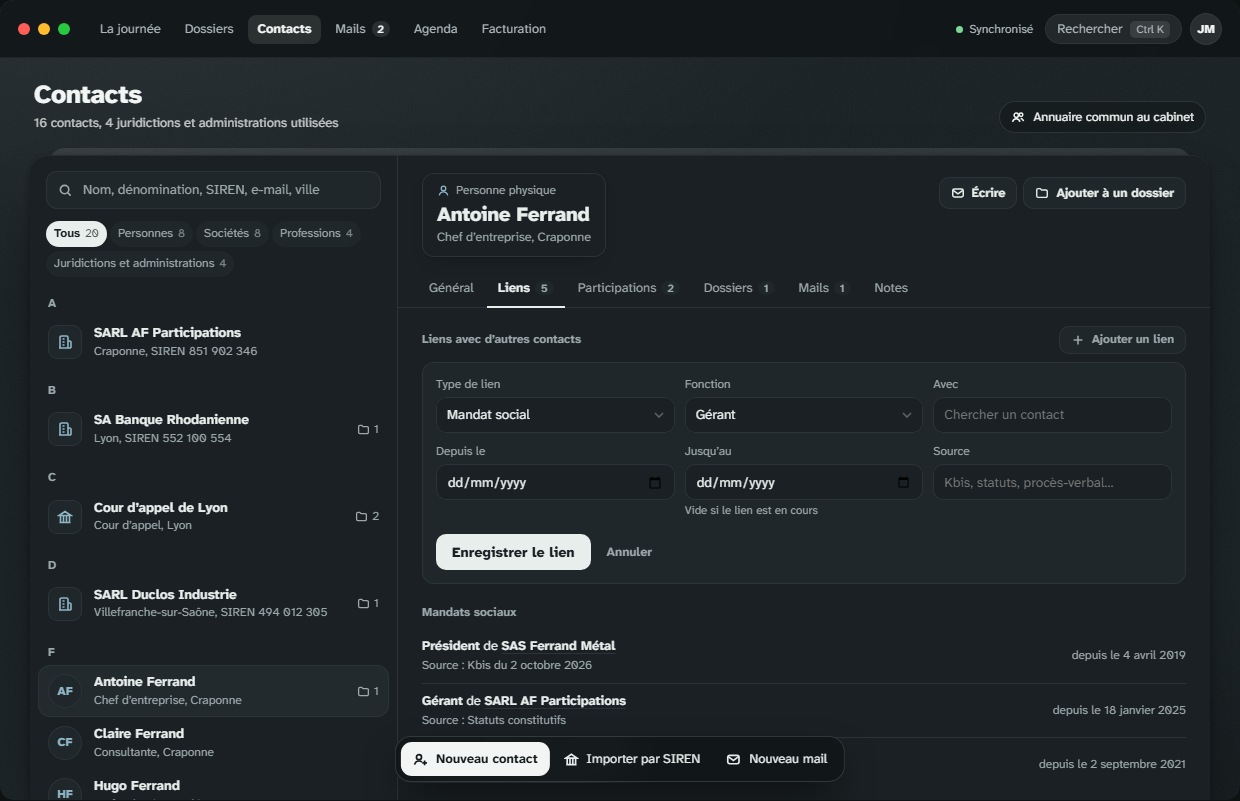 La journée
Dossiers
Contacts
Mails 2
Agenda
Facturation
Synchronisé
Rechercher Ctrl K
JM
Contacts
16 contacts, 4 juridictions et administrations utilisées
Annuaire commun au cabinet
Nom, dénomination, SIREN, e-mail, ville
Tous 20
Personnes 8
Sociétés 8
Professions 4
Juridictions et administrations 4
A
SARL AF Participations
Craponne, SIREN 851 902 346
B
SA Banque Rhodanienne
Lyon, SIREN 552 100 554
1
C
Cour d’appel de Lyon
Cour d’appel, Lyon
2
D
SARL Duclos Industrie
Villefranche-sur-Saône, SIREN 494 012 305
1
F
AF
Antoine Ferrand
Chef d’entreprise, Craponne
1
CF
Claire Ferrand
Consultante, Craponne
HF
Hugo Ferrand
Personne physique
Antoine Ferrand
Chef d’entreprise, Craponne
Écrire
Ajouter à un dossier
Général
Liens 5
Participations 2
Dossiers 1
Mails 1
Notes
Liens avec d’autres contacts
Ajouter un lien
Type de lien
Fonction
Avec
Mandat social
Gérant
Chercher un contact
Depuis le
Jusqu’au
Source
dd/mm/yyyy
dd/mm/yyyy
Kbis, statuts, procès-verbal…
Vide si le lien est en cours
Enregistrer le lien
Annuler
Mandats sociaux
Président de SAS Ferrand Métal
Source : Kbis du 2 octobre 2026
depuis le 4 avril 2019
Gérant de SARL AF Participations
Source : Statuts constitutifs
depuis le 18 janvier 2025
depuis le 2 septembre 2021
Nouveau contact
Importer par SIREN
Nouveau mail